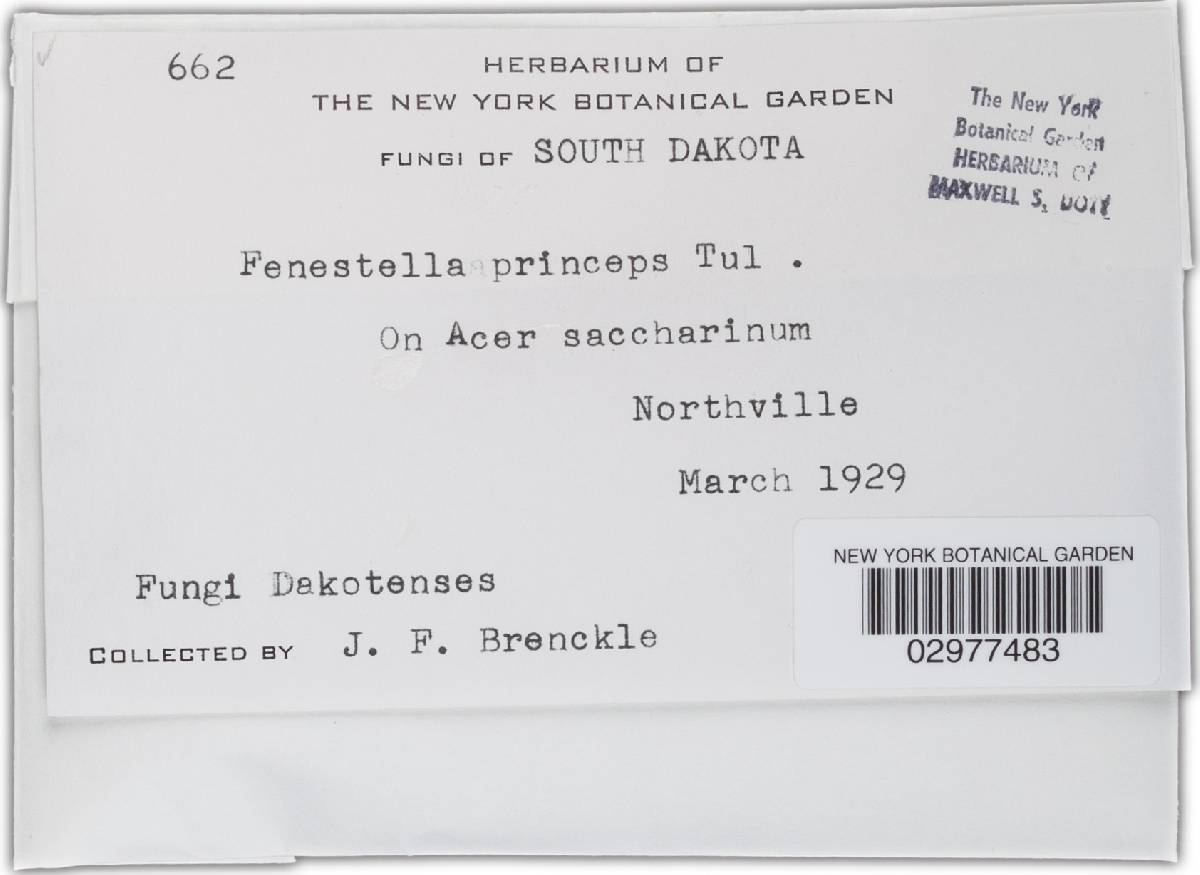 662
HERBARIUM OF
THE NEW YORK BOTANICAL GARDEN
FUNGI OF SOUTH DAKOTA
The New York
Botanical Garden
HERBARIUM of
MAXWELL S.
Fenestella princeps Tul .
On Acer saccharinum
Northville
March 1929
Fungi Dakotenses
COLLECTED BY J. F. Brenckle
NEW YORK BOTANICAL GARDEN
02977483